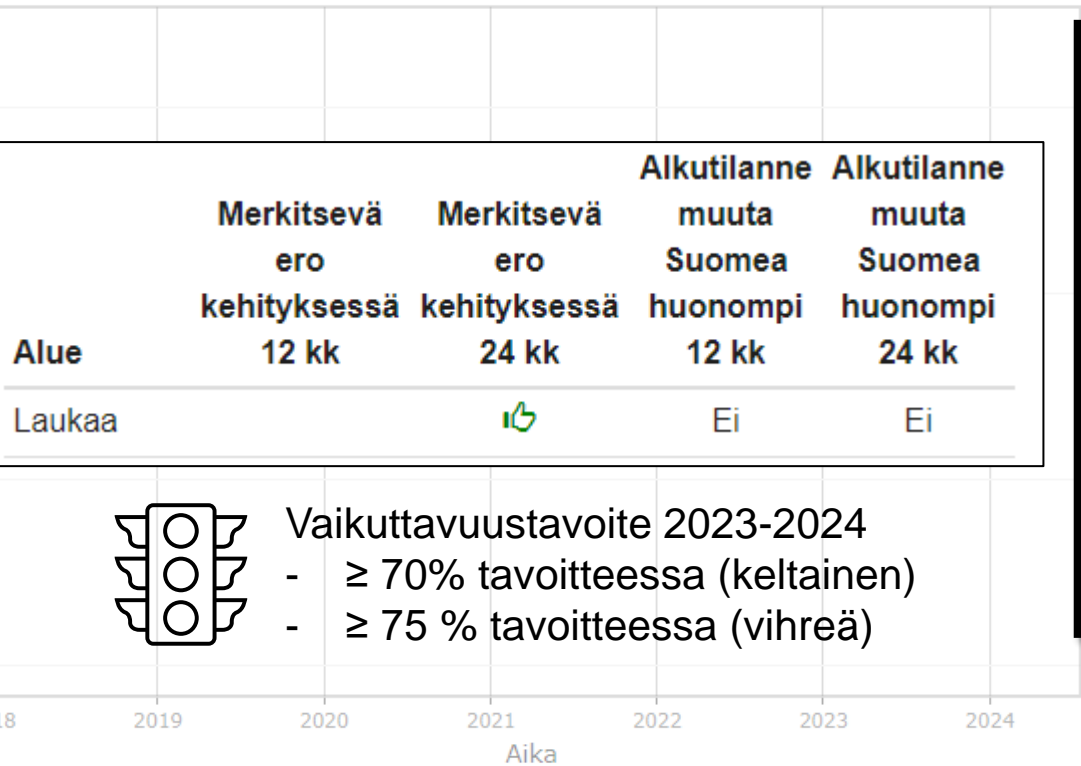 Alkutilanne Alkutilanne
Merkitsevä Merkitsevä muuta muuta
ero ero Suomea Suomea
kehityksessä kehityksessä huonompi huonompi
Alue 12 kk 24 kk 12 kk 24 kk
Laukaa Ei Ei
Vaikuttavuustavoite 2023-2024
- ≥ 70% tavoitteessa (keltainen)
- ≥ 75 % tavoitteessa (vihreä)
18 2019 2020 2021 2022 2023 2024
Aika